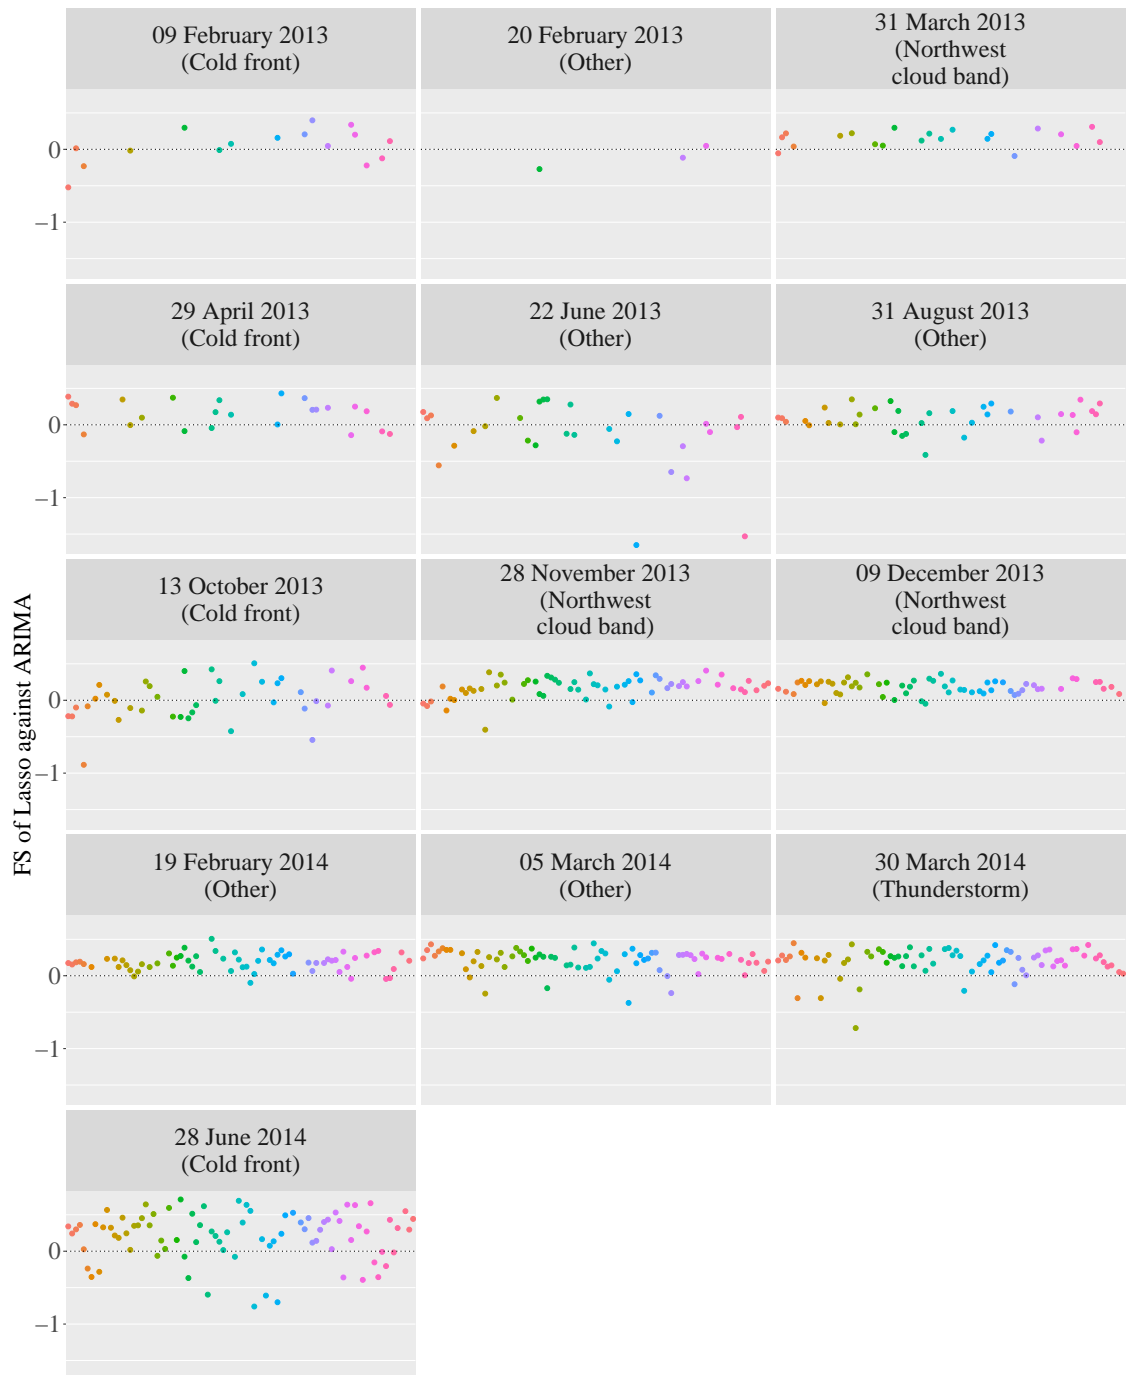 09 February 2013
(Cold front)
20 February 2013
(Other)
31 March 2013
(Northwest
cloud band)
0
−1
29 April 2013
(Cold front)
22 June 2013
(Other)
31 August 2013
(Other)
0
−1
13 October 2013
(Cold front)
28 November 2013
(Northwest
cloud band)
09 December 2013
(Northwest
cloud band)
0
−1
FS of Lasso against ARIMA
19 February 2014
(Other)
05 March 2014
(Other)
30 March 2014
(Thunderstorm)
0
−1
28 June 2014
(Cold front)
0
−1